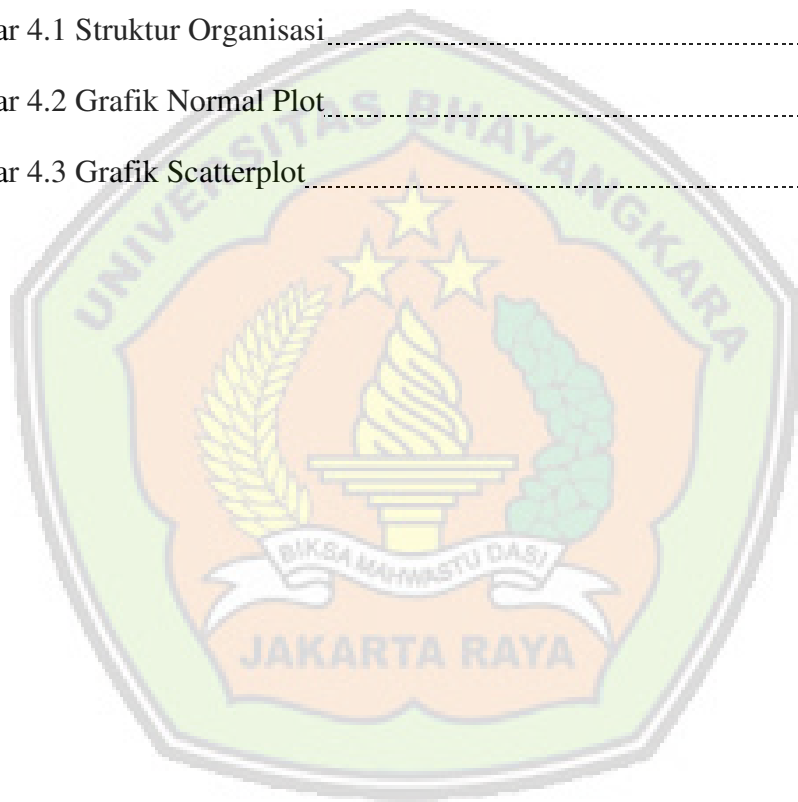 ar 4.1 Struktur Organisasi
ar 4.2 Grafik Normal Plot
ar 4.3 Grafik Scatterplot
UNIVERSITAS BHAYANGKARA
BIKSA MAHWASTU DASI
JAKARTA RAYA